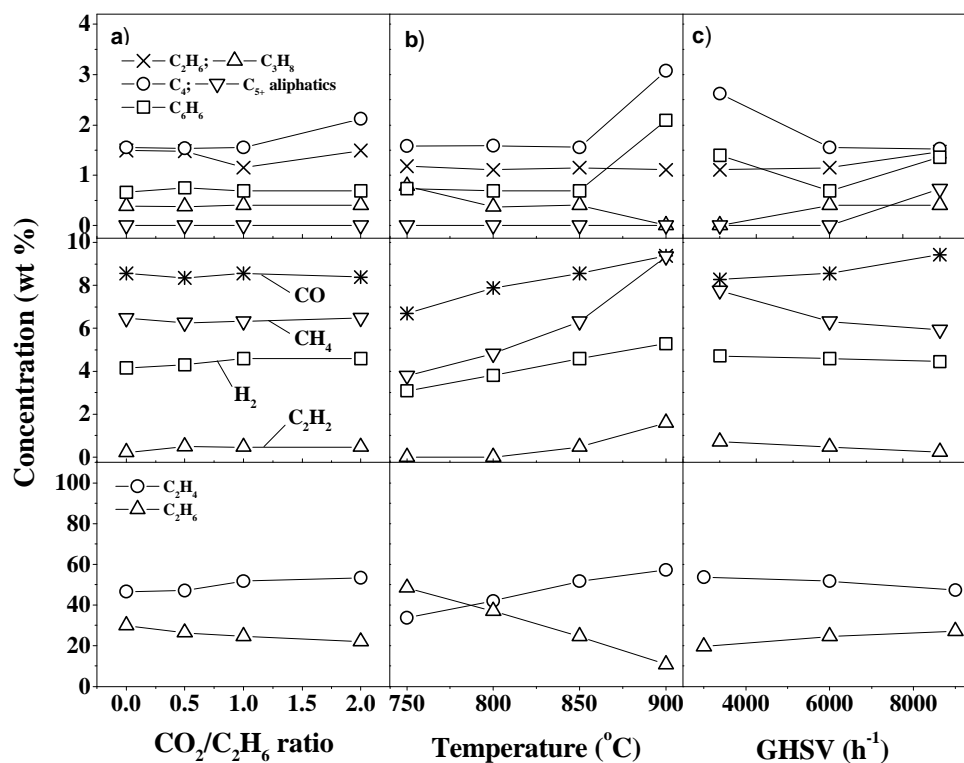 a)
b)
c)
C₂H₆; C₃H₈
C₄; C₅₊ aliphatics
C₆H₆
4
3
2
1
0
CO
CH₄
H₂
C₂H₂
10
8
6
4
2
0
C₂H₄
C₂H₆
100
80
60
40
20
0
Concentration (wt %)
0.0 0.5 1.0 1.5 2.0
750 800 850 900
4000 6000 8000
CO₂/C₂H₆ ratio
Temperature (°C)
GHSV (h⁻¹)